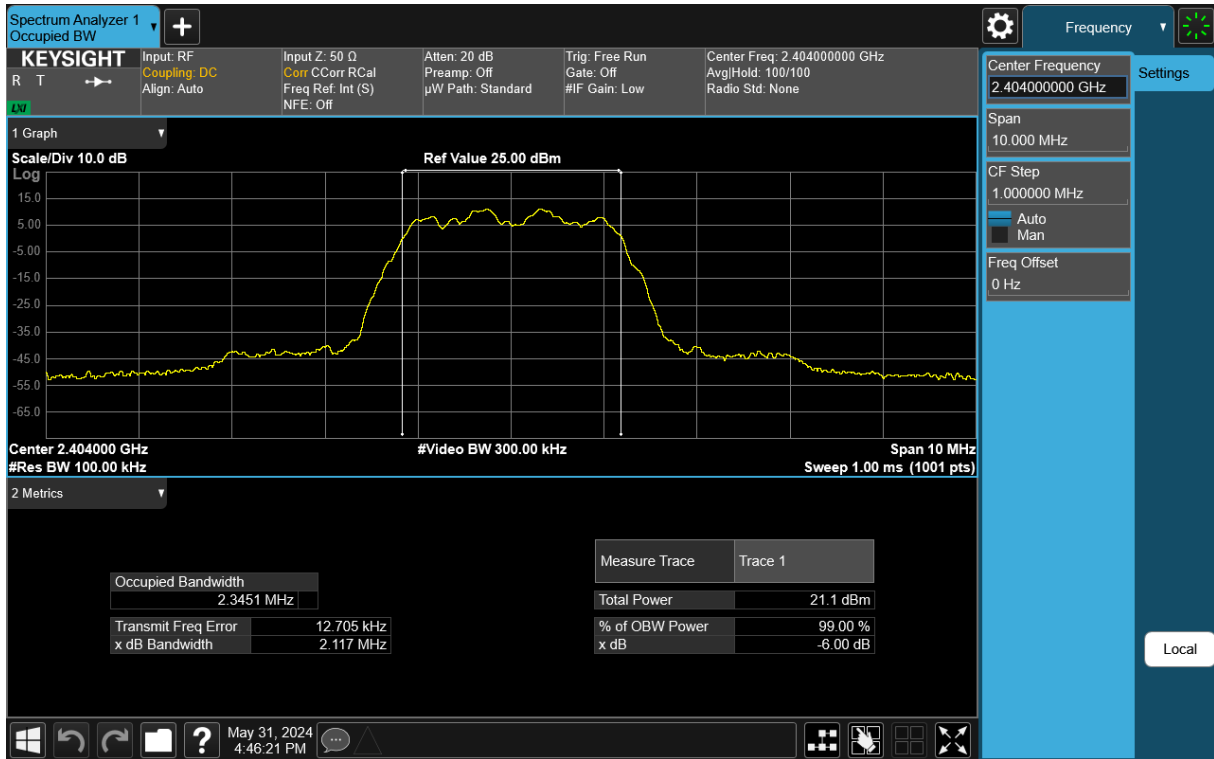 Spectrum Analyzer 1
Occupied BW
Frequency
KEYSIGHT
R T
LXI
Input: RF
Coupling: DC
Align: Auto
Input Z: 50 Ω
Corr CCorr RCal
Freq Ref: Int (S)
NFE: Off
Atten: 20 dB
Preamp: Off
µW Path: Standard
Trig: Free Run
Gate: Off
#IF Gain: Low
Center Freq: 2.404000000 GHz
Avg|Hold: 100/100
Radio Std: None
1 Graph
Scale/Div 10.0 dB
Ref Value 25.00 dBm
Log
15.0
5.00
-5.00
-15.0
-25.0
-35.0
-45.0
-55.0
-65.0
Center 2.404000 GHz
#Video BW 300.00 kHz
Span 10 MHz
#Res BW 100.00 kHz
Sweep 1.00 ms (1001 pts)
2 Metrics
Occupied Bandwidth
2.3451 MHz
Transmit Freq Error 12.705 kHz
x dB Bandwidth 2.117 MHz
Measure Trace Trace 1
Total Power 21.1 dBm
% of OBW Power 99.00 %
x dB -6.00 dB
Center Frequency
2.404000000 GHz
Span
10.000 MHz
CF Step
1.000000 MHz
Auto
Man
Freq Offset
0 Hz
Settings
Local
?
May 31, 2024
4:46:21 PM